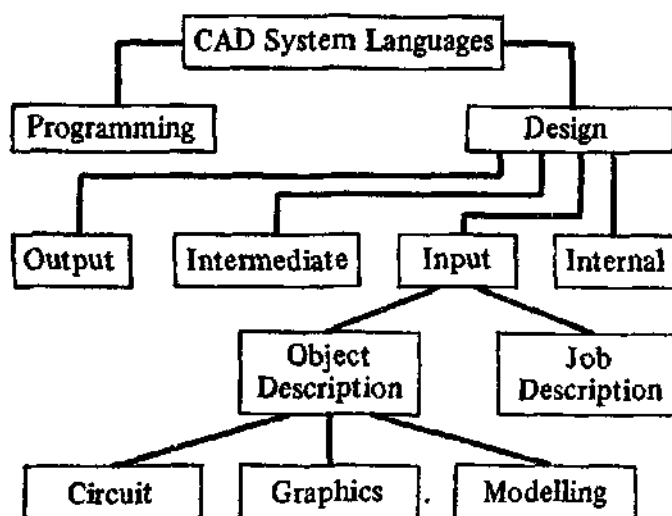 CAD System Languages
Programming
Design
Output
Intermediate
Input
Internal
Object
Description
Job
Description
Circuit
Graphics
Modelling